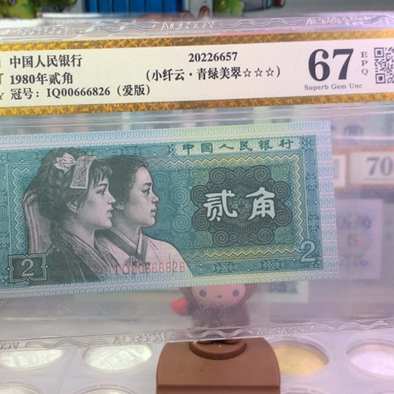 中国人民银行
20226657
1980年贰角
(小纤云·青绿美翠☆☆☆)
冠号：IQ00666826（爱版）
67
EPQ
Superb Gem Unc
70
中国人民银行
贰角
2
2